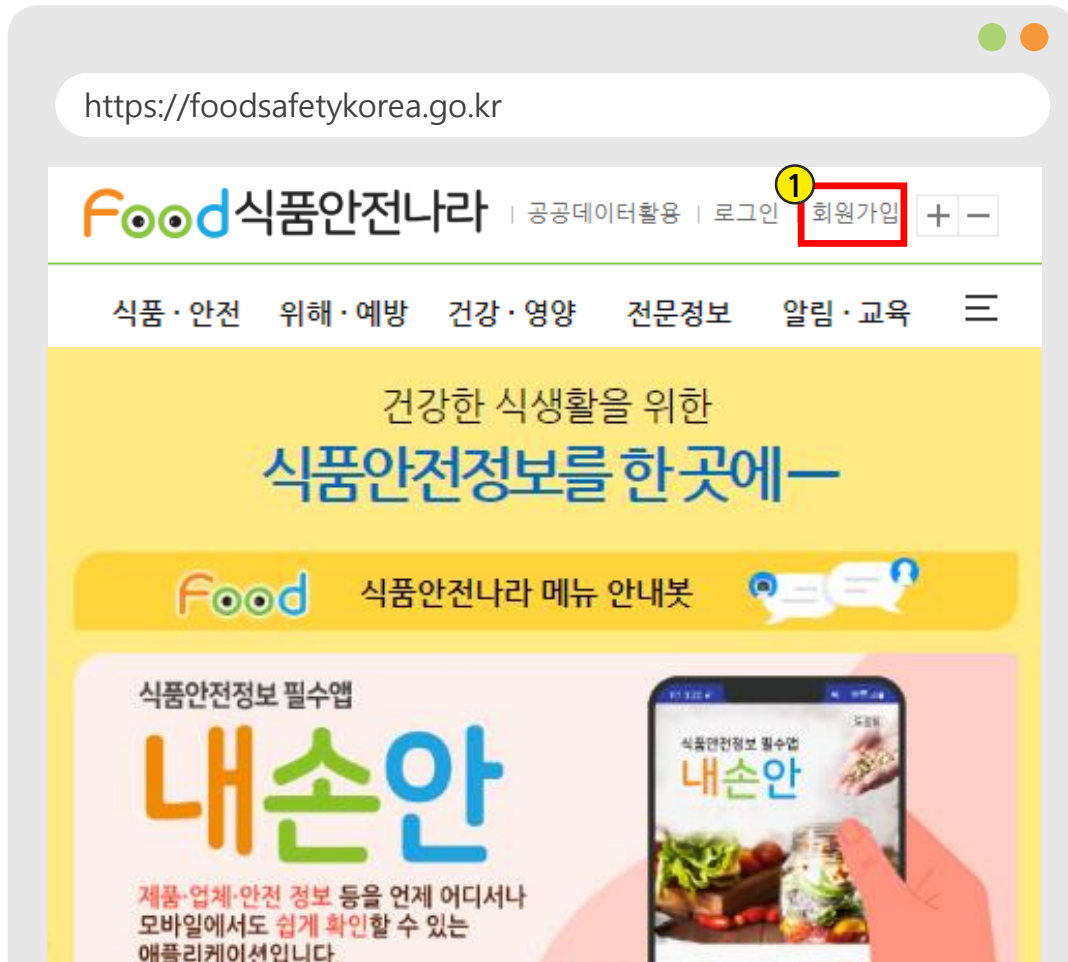 https://foodsafetykorea.go.kr
Food 식품안전나라 | 공공데이터활용 | 로그인 | 회원가입 + −
1
식품 · 안전 위해 · 예방 건강 · 영양 전문정보 알림 · 교육
건강한 식생활을 위한
식품안전정보를 한 곳에ㅡ
Food 식품안전나라 메뉴 안내봇
식품안전정보 필수앱
내손안
제품·업체·안전 정보 등을 언제 어디서나
모바일에서도 쉽게 확인할 수 있는
애플리케이션입니다.
도움말
식품안전정보 필수앱
내손안